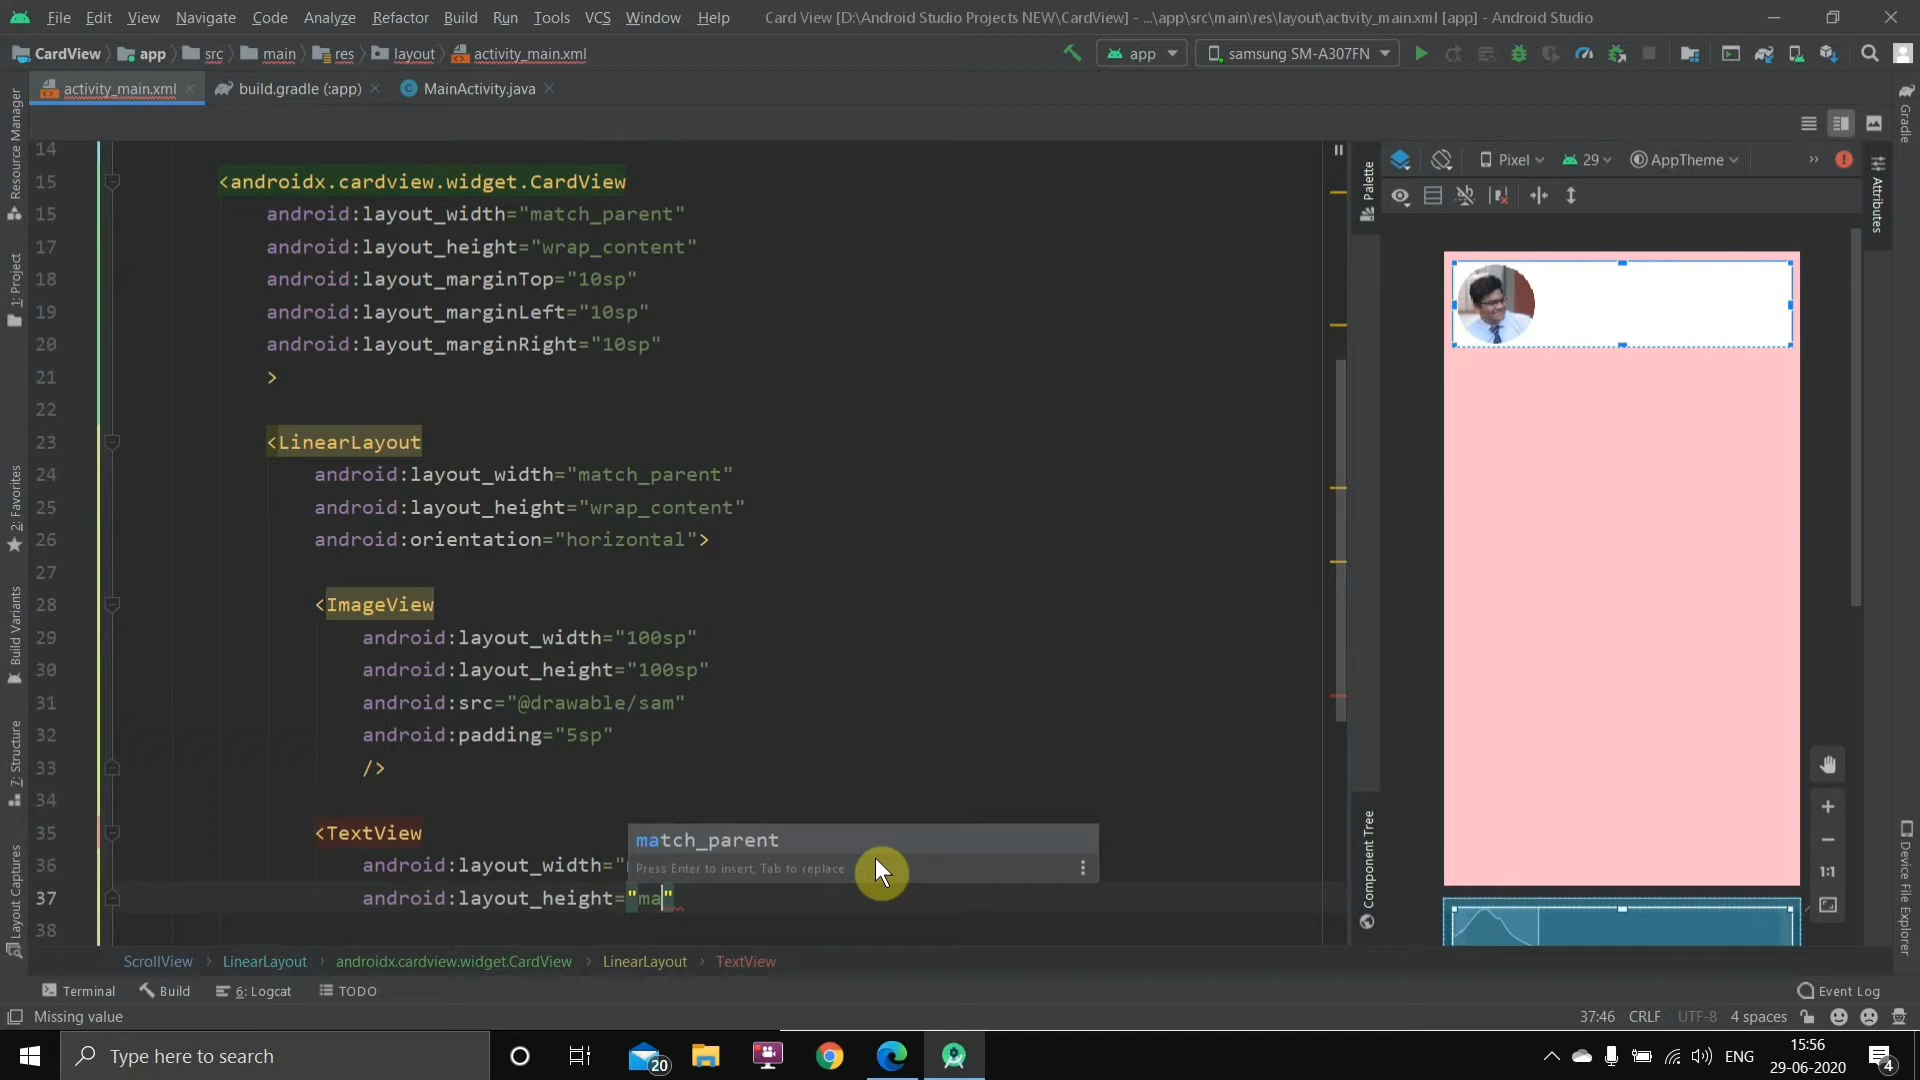 File Edit View Navigate Code Analyze Refactor Build Run Tools VCS Window Help Card View [D:\Android Studio Projects NEW\CardView] - ...\app\src\main\res\layout\activity_main.xml [app] - Android Studio
CardView app src main res layout activity_main.xml app samsung SM-A307FN
activity_main.xml build.gradle (:app) MainActivity.java
Resource Manager
1: Project
2: Favorites
Build Variants
7: Structure
Layout Captures
14
15 <androidx.cardview.widget.CardView
15 android:layout_width="match_parent"
17 android:layout_height="wrap_content"
18 android:layout_marginTop="10sp"
19 android:layout_marginLeft="10sp"
20 android:layout_marginRight="10sp"
21 >
22
23 <LinearLayout
24 android:layout_width="match_parent"
25 android:layout_height="wrap_content"
26 android:orientation="horizontal">
27
28 <ImageView
29 android:layout_width="100sp"
30 android:layout_height="100sp"
31 android:src="@drawable/sam"
32 android:padding="5sp"
33 />
34
35 <TextView
36 android:layout_width="
37 android:layout_height="ma"
38
match_parent
Press Enter to insert, Tab to replace
Palette
Component Tree
Pixel 29 AppTheme
1:1
Gradle
Attributes
Device File Explorer
ScrollView LinearLayout androidx.cardview.widget.CardView LinearLayout TextView
Terminal Build 6: Logcat TODO Event Log
Missing value 37:46 CRLF UTF-8 4 spaces
Type here to search 20 ENG 15:56
29-06-2020 4